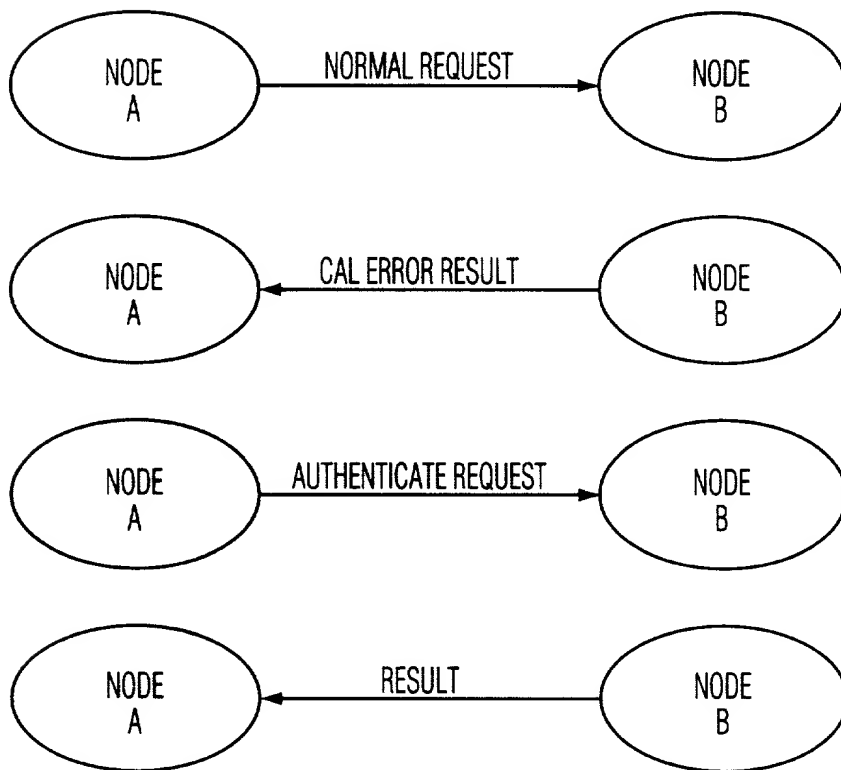 NODE
A
NORMAL REQUEST
NODE
B
NODE
A
CAL ERROR RESULT
NODE
B
NODE
A
AUTHENTICATE REQUEST
NODE
B
NODE
A
RESULT
NODE
B